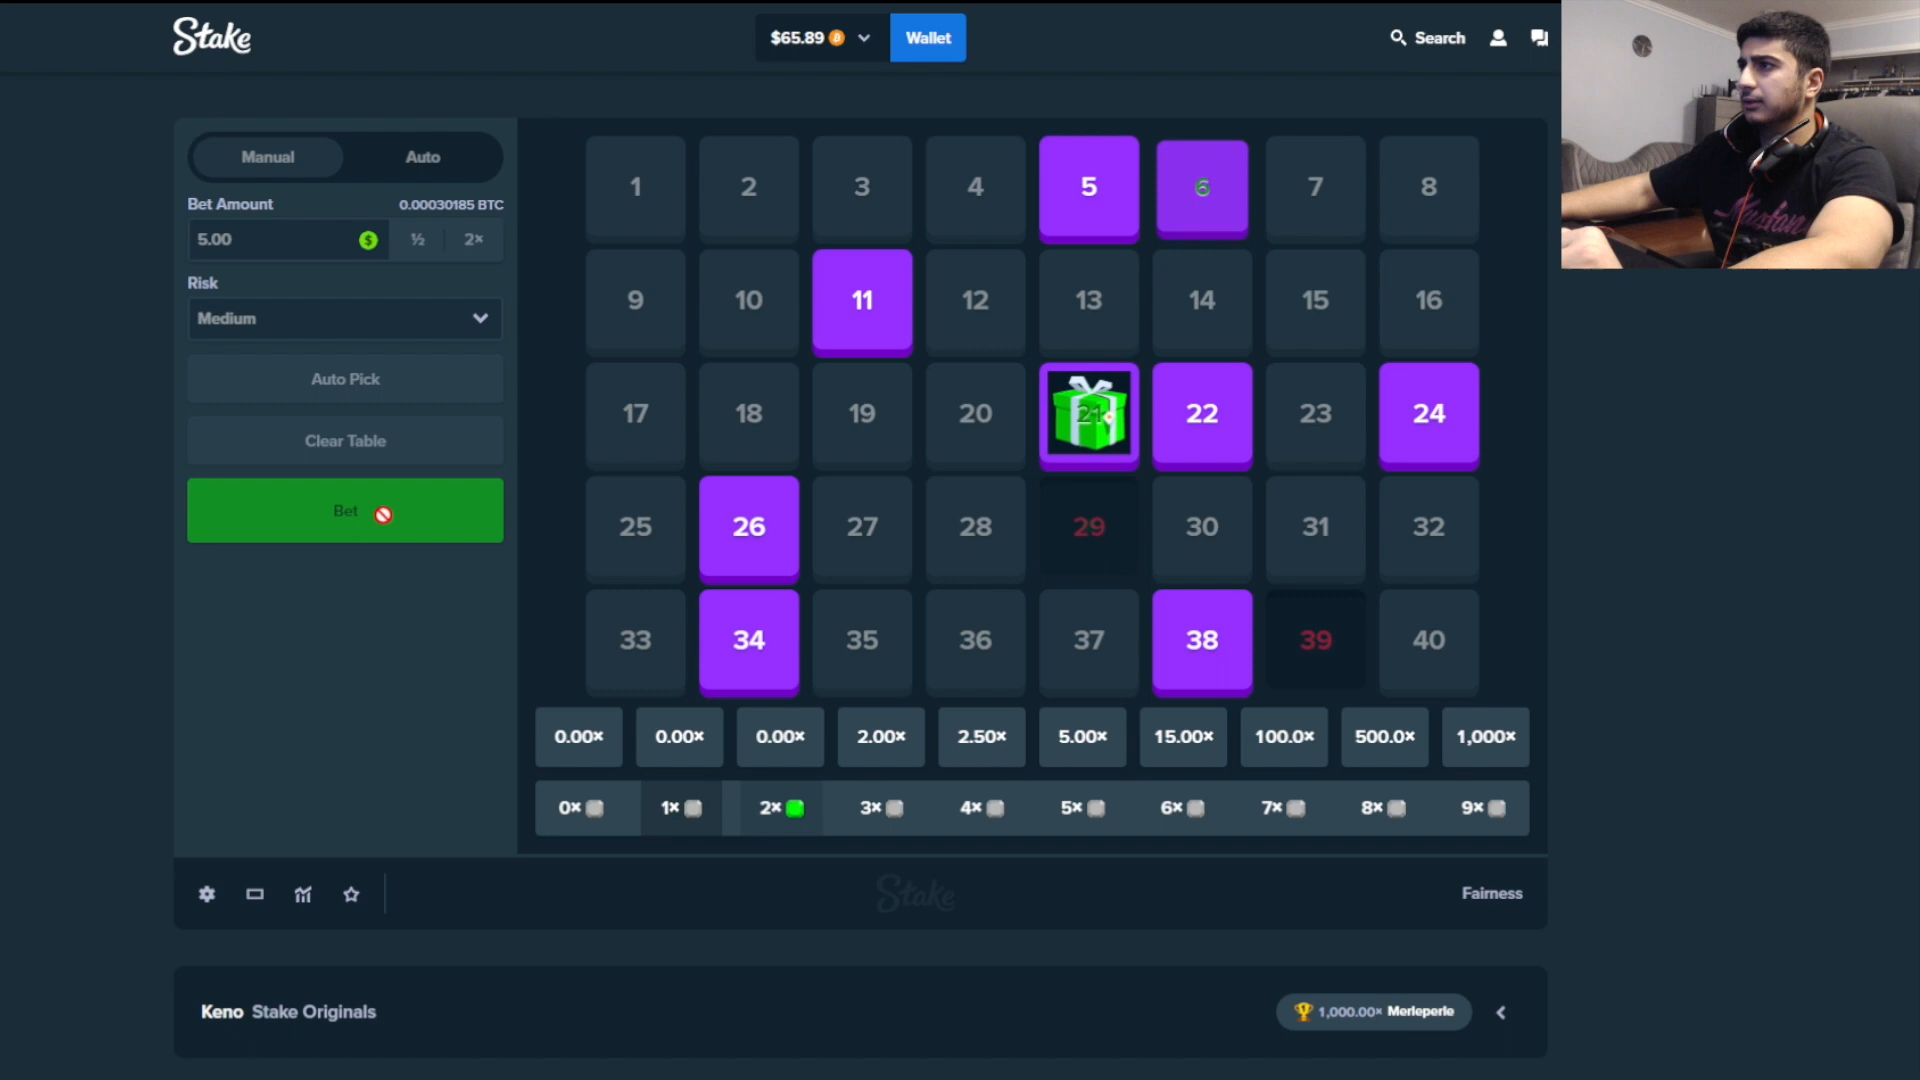 Stake
$65.89
Wallet
Search
Manual
Auto
Bet Amount
0.00030185 BTC
5.00
$
½
2×
Risk
Medium
Auto Pick
Clear Table
Bet
1 2 3 4 5 6 7 8
9 10 11 12 13 14 15 16
17 18 19 20 21 22 23 24
25 26 27 28 29 30 31 32
33 34 35 36 37 38 39 40
0.00× 0.00× 0.00× 2.00× 2.50× 5.00× 15.00× 100.0× 500.0× 1,000×
0× 1× 2× 3× 4× 5× 6× 7× 8× 9×
Stake
Fairness
Keno Stake Originals
1,000.00× Merleperle